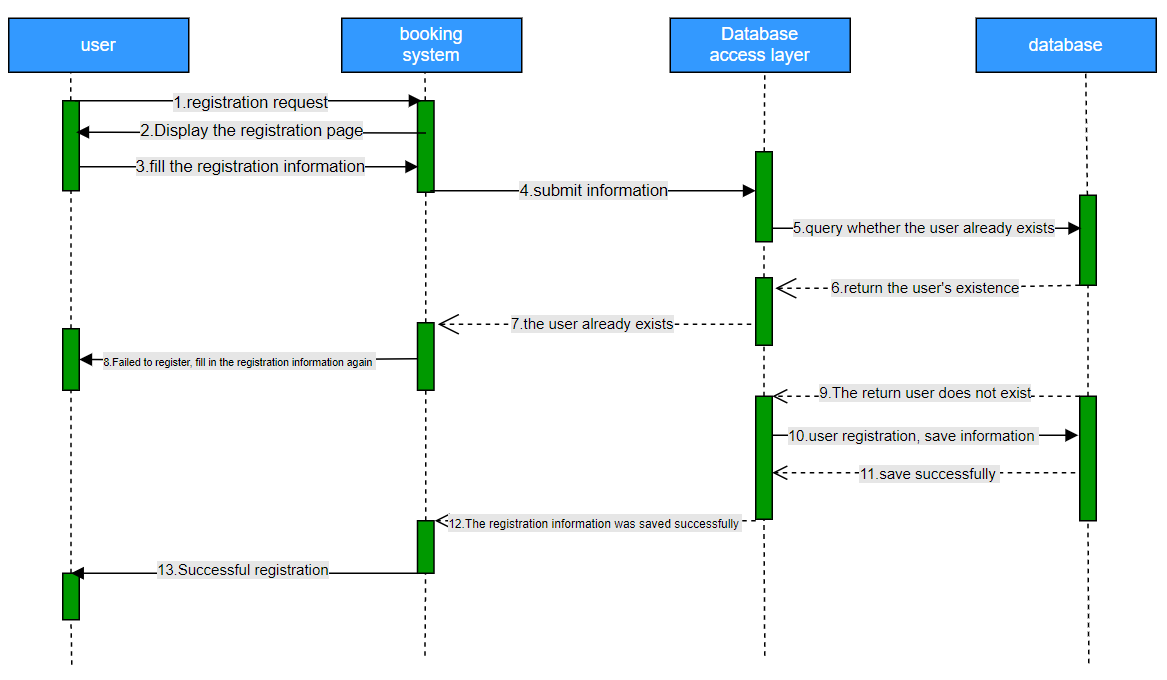 user
booking
system
Database
access layer
database
1.registration request
2.Display the registration page
3.fill the registration information
4.submit information
5.query whether the user already exists
6.return the user's existence
7.the user already exists
8.Failed to register, fill in the registration information again
9.The return user does not exist
10.user registration, save information
11.save successfully
12.The registration information was saved successfully
13.Successful registration